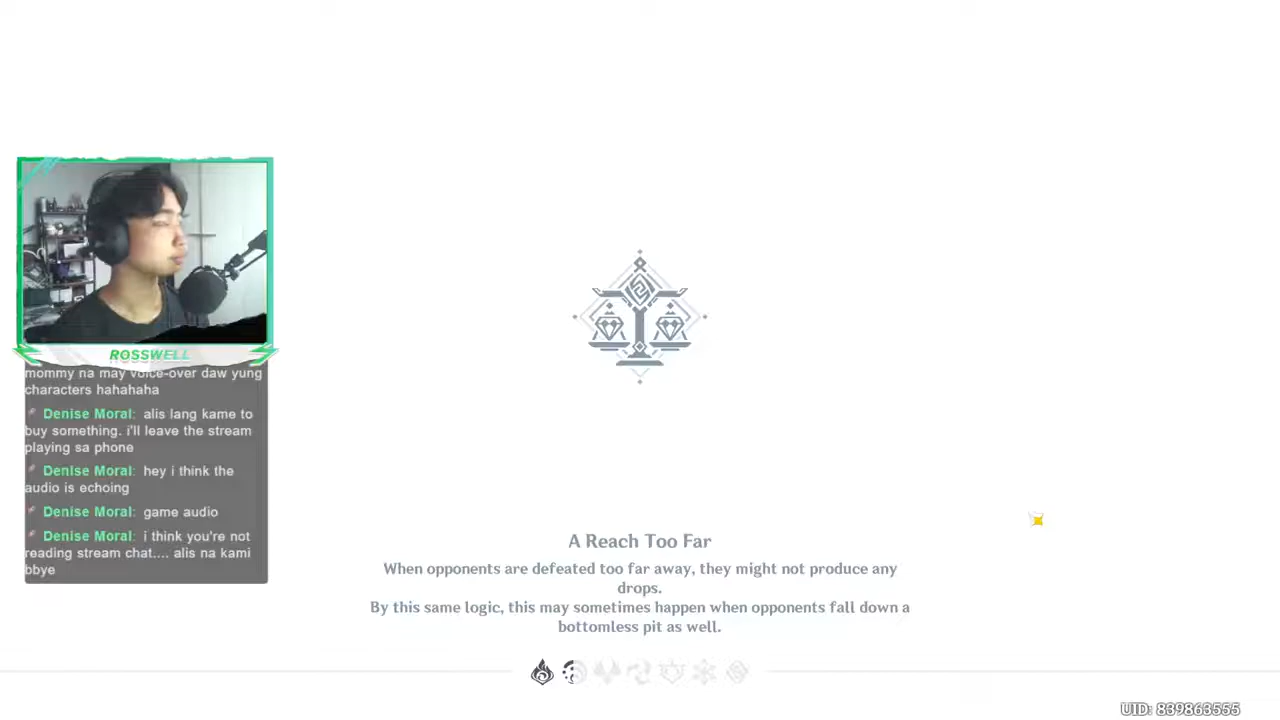 ROSSWELL
mommy na may voice-over daw yung
characters hahahaha
Denise Moral: alis lang kame to
buy something. i'll leave the stream
playing sa phone
Denise Moral: hey i think the
audio is echoing
Denise Moral: game audio
Denise Moral: i think you're not
reading stream chat.... alis na kami
bbye
A Reach Too Far
When opponents are defeated too far away, they might not produce any
drops.
By this same logic, this may sometimes happen when opponents fall down a
bottomless pit as well.
UID: 839863555